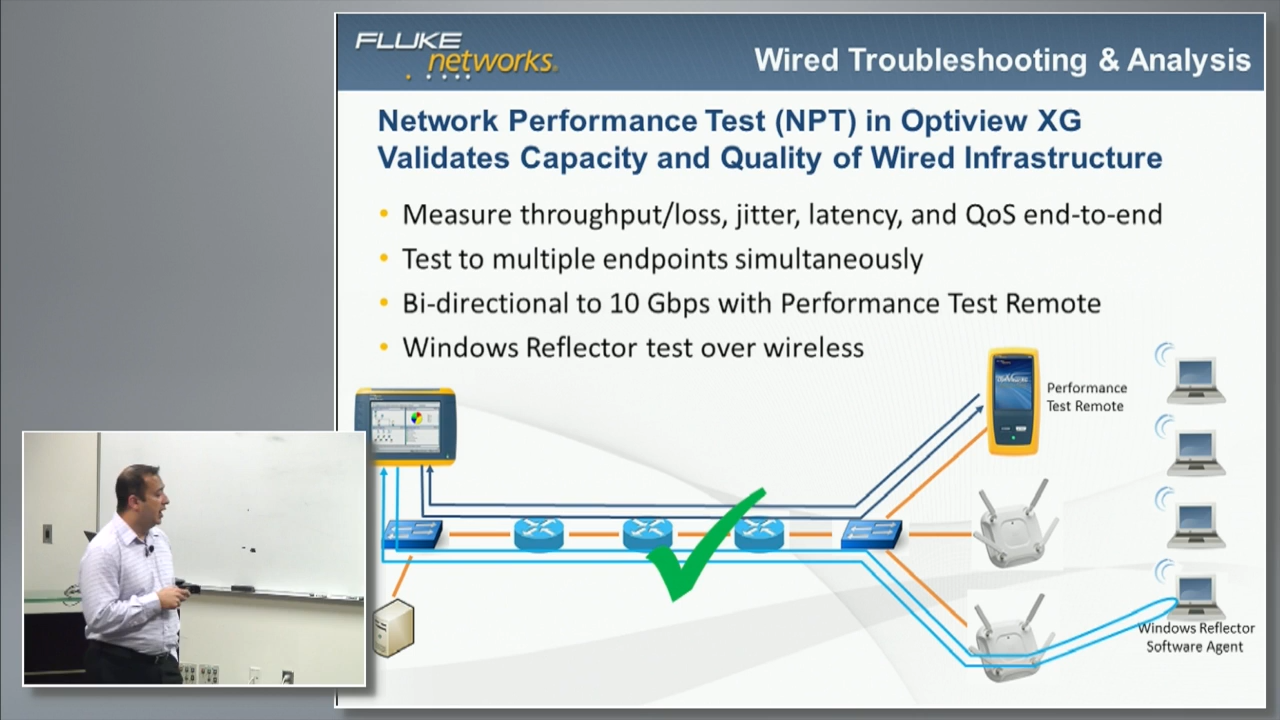 FLUKE
networks®
Wired Troubleshooting & Analysis
Network Performance Test (NPT) in Optiview XG
Validates Capacity and Quality of Wired Infrastructure
• Measure throughput/loss, jitter, latency, and QoS end-to-end
• Test to multiple endpoints simultaneously
• Bi-directional to 10 Gbps with Performance Test Remote
• Windows Reflector test over wireless
Performance
Test Remote
Windows Reflector
Software Agent